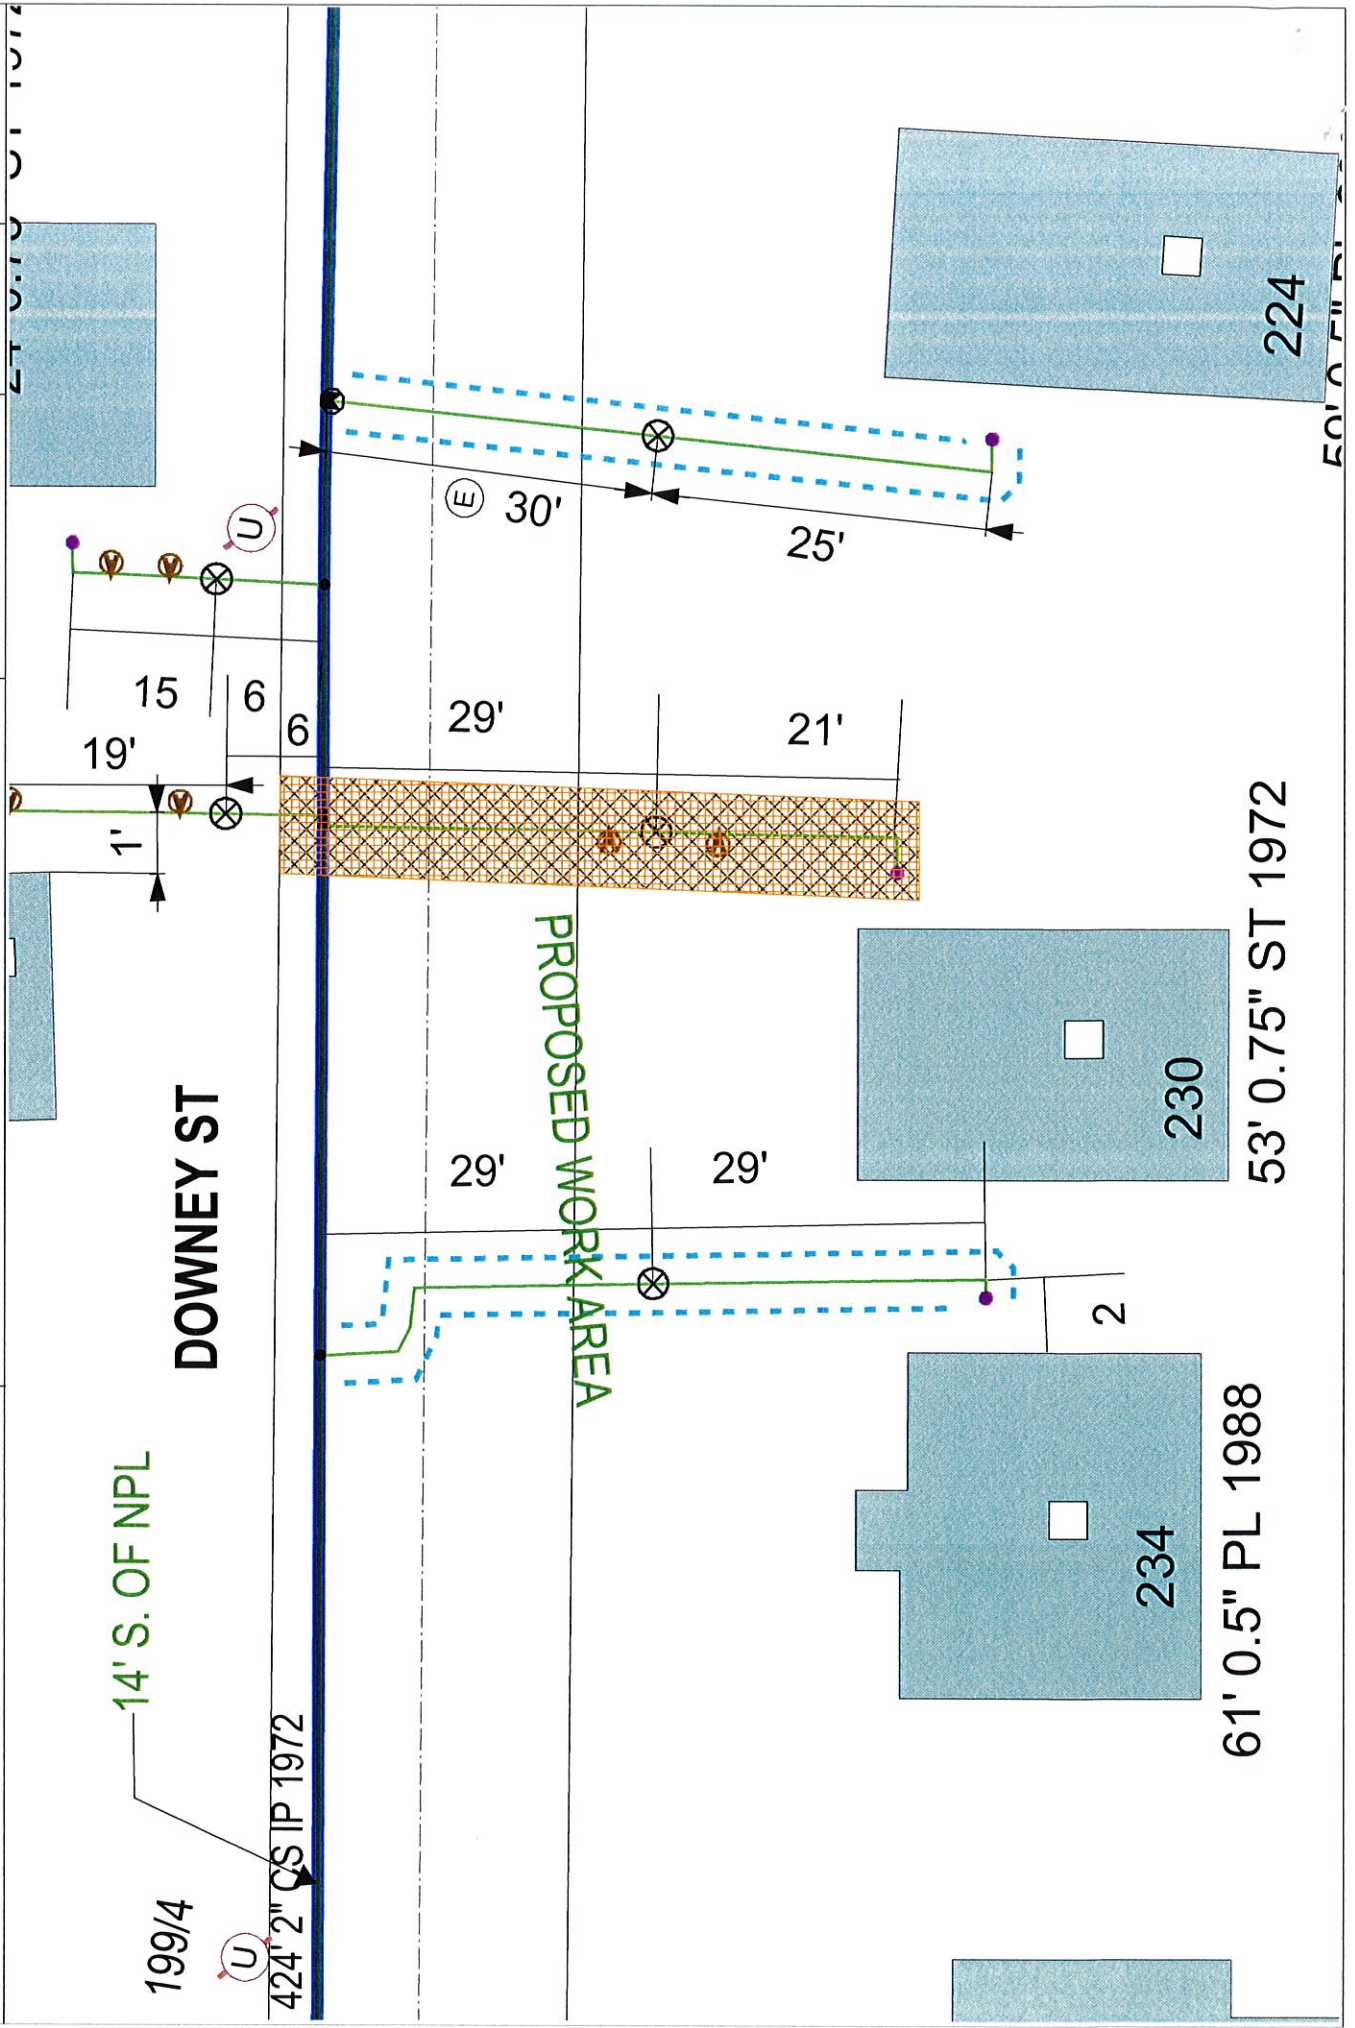 199/4
U
424' 2" CS IP 1972
14' S. OF NPL
DOWNEY ST
1'
19'
15
6
6
U
E
30'
25'
29'
21'
PROPOSED WORK AREA
29'
29'
2
224
230
53' 0.75" ST 1972
234
61' 0.5" PL 1988